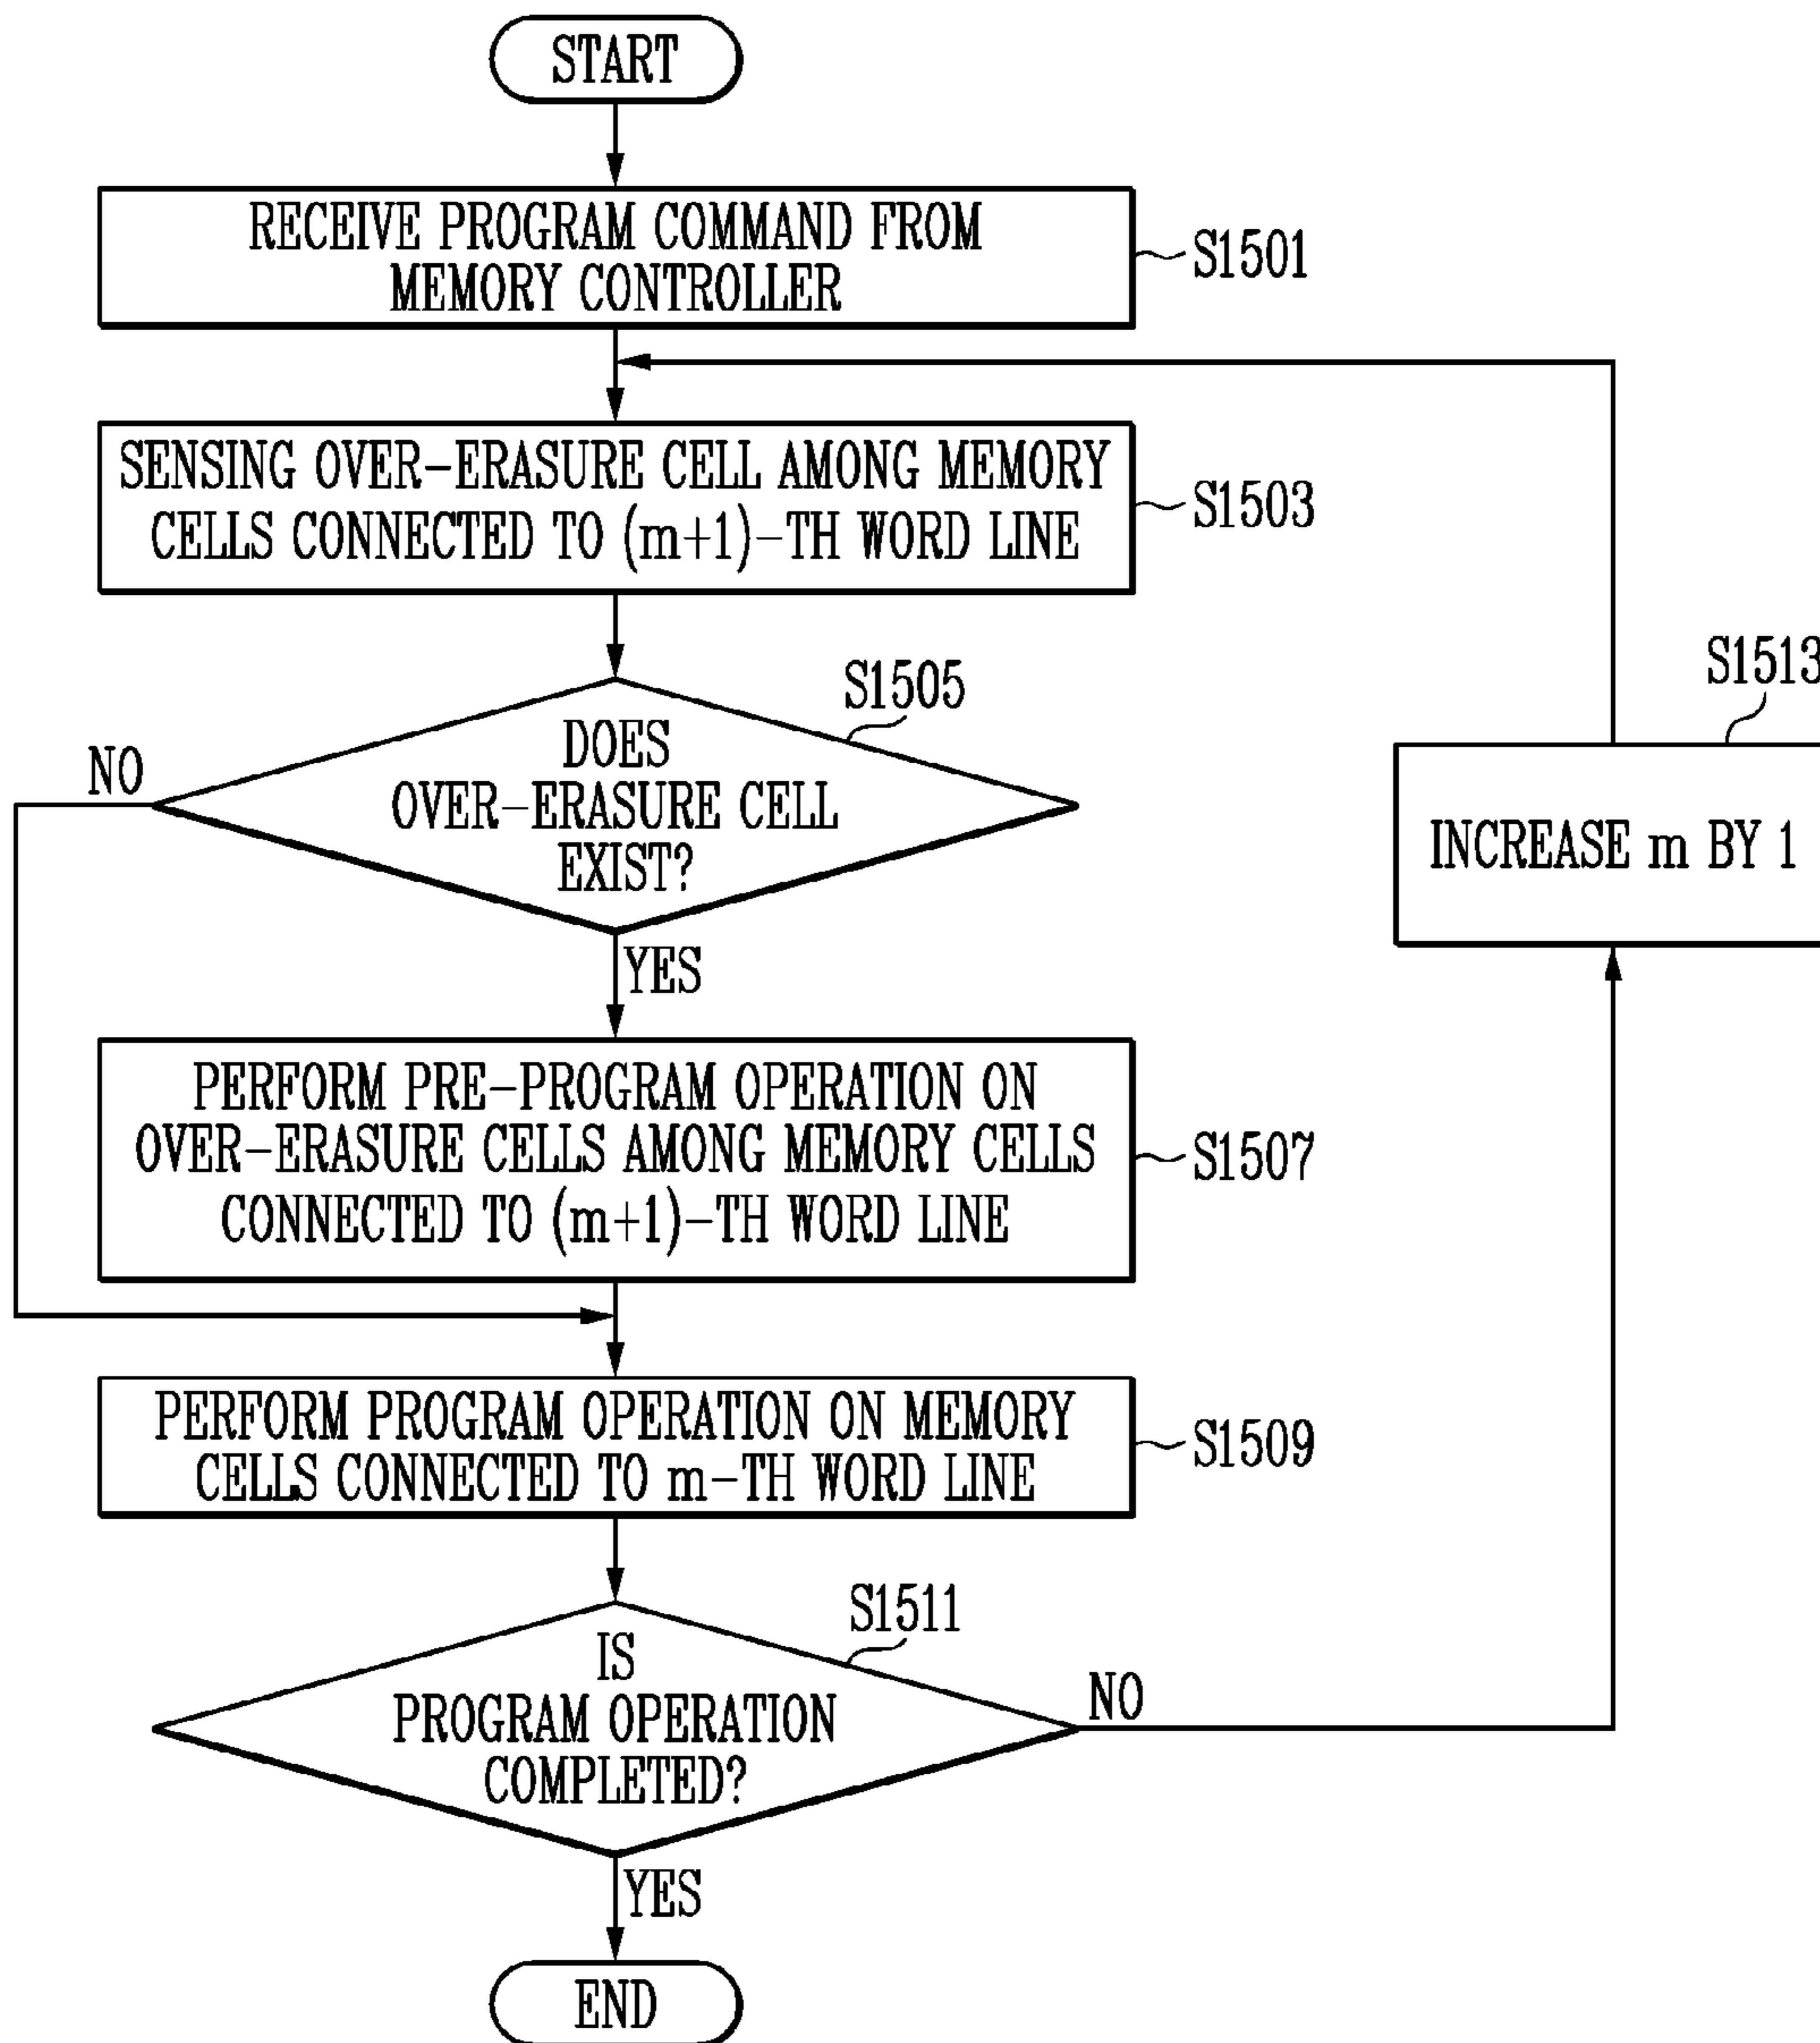 START
RECEIVE PROGRAM COMMAND FROM
MEMORY CONTROLLER
S1501
SENSING OVER-ERASURE CELL AMONG MEMORY
CELLS CONNECTED TO (m+1)-TH WORD LINE
S1503
S1505
DOES
OVER-ERASURE CELL
EXIST?
NO
YES
S1513
INCREASE m BY 1
PERFORM PRE-PROGRAM OPERATION ON
OVER-ERASURE CELLS AMONG MEMORY CELLS
CONNECTED TO (m+1)-TH WORD LINE
S1507
PERFORM PROGRAM OPERATION ON MEMORY
CELLS CONNECTED TO m-TH WORD LINE
S1509
S1511
IS
PROGRAM OPERATION
COMPLETED?
NO
YES
END